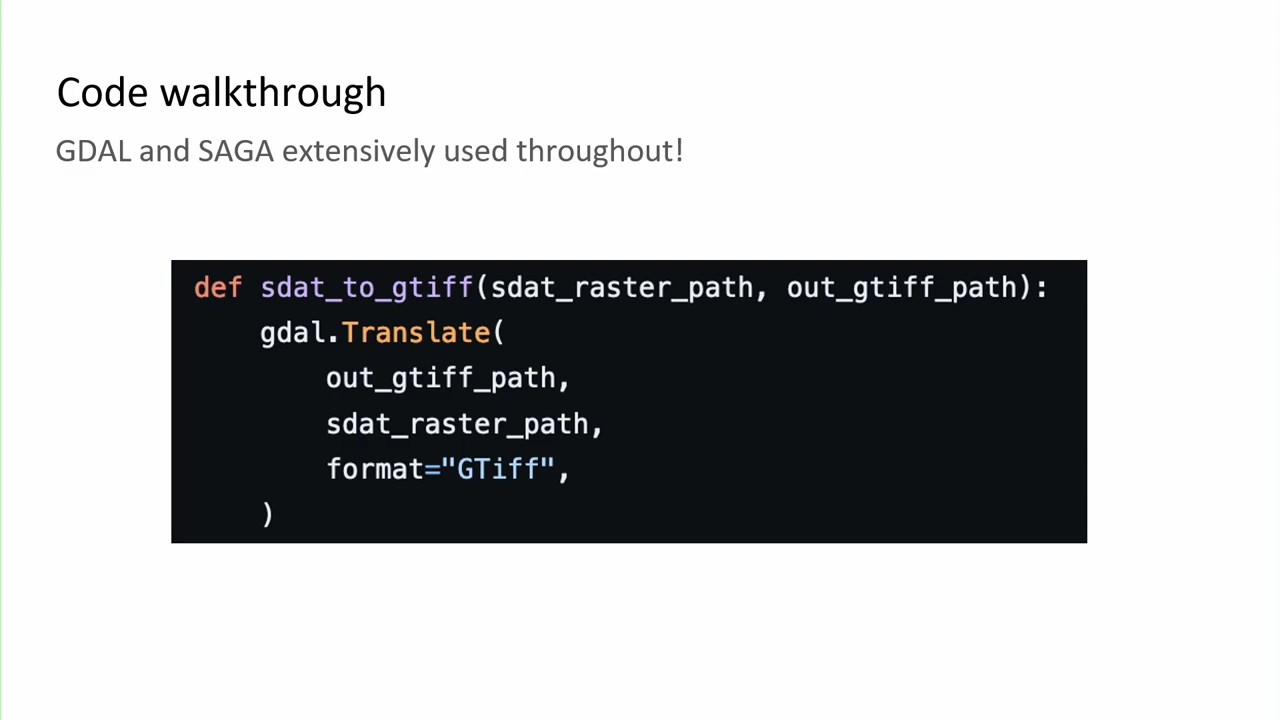 Code walkthrough
GDAL and SAGA extensively used throughout!
def sdat_to_gtiff(sdat_raster_path, out_gtiff_path):
    gdal.Translate(
        out_gtiff_path,
        sdat_raster_path,
        format="GTiff",
    )